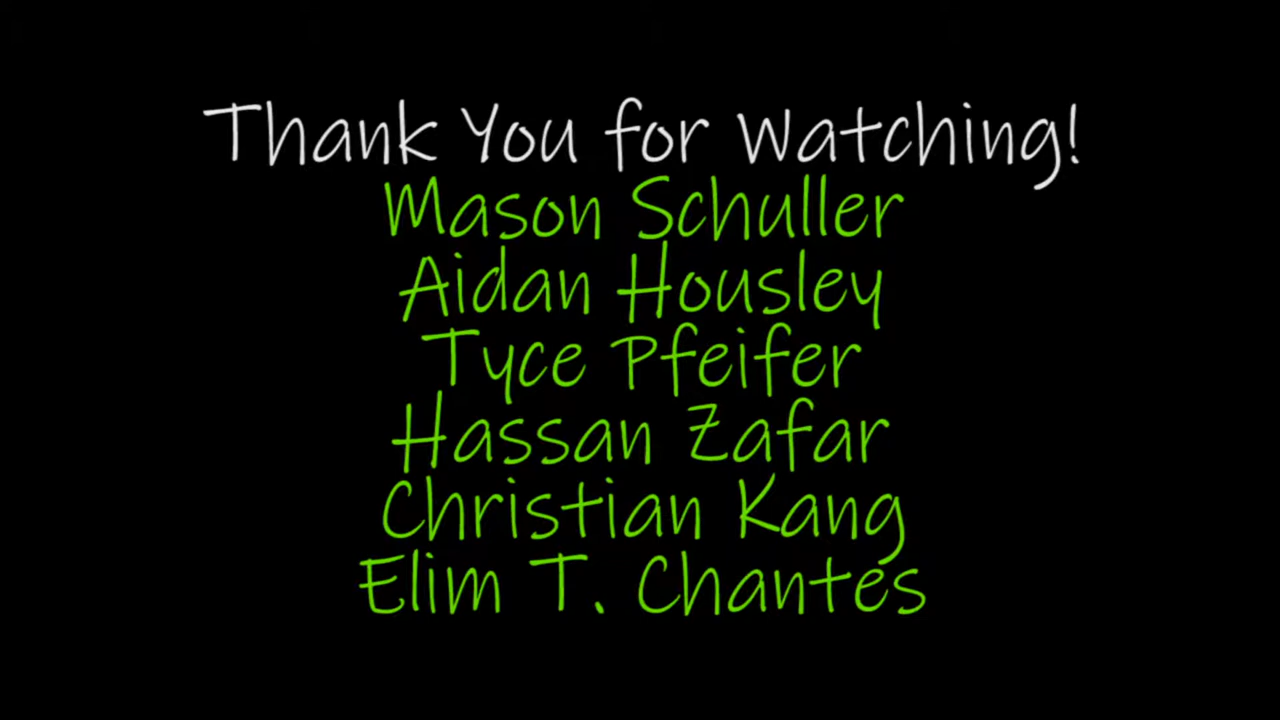 Thank You for Watching!
Mason Schuller
Aidan Housley
Tyce Pfeifer
Hassan Zafar
Christian Kang
Elim T. Chantes